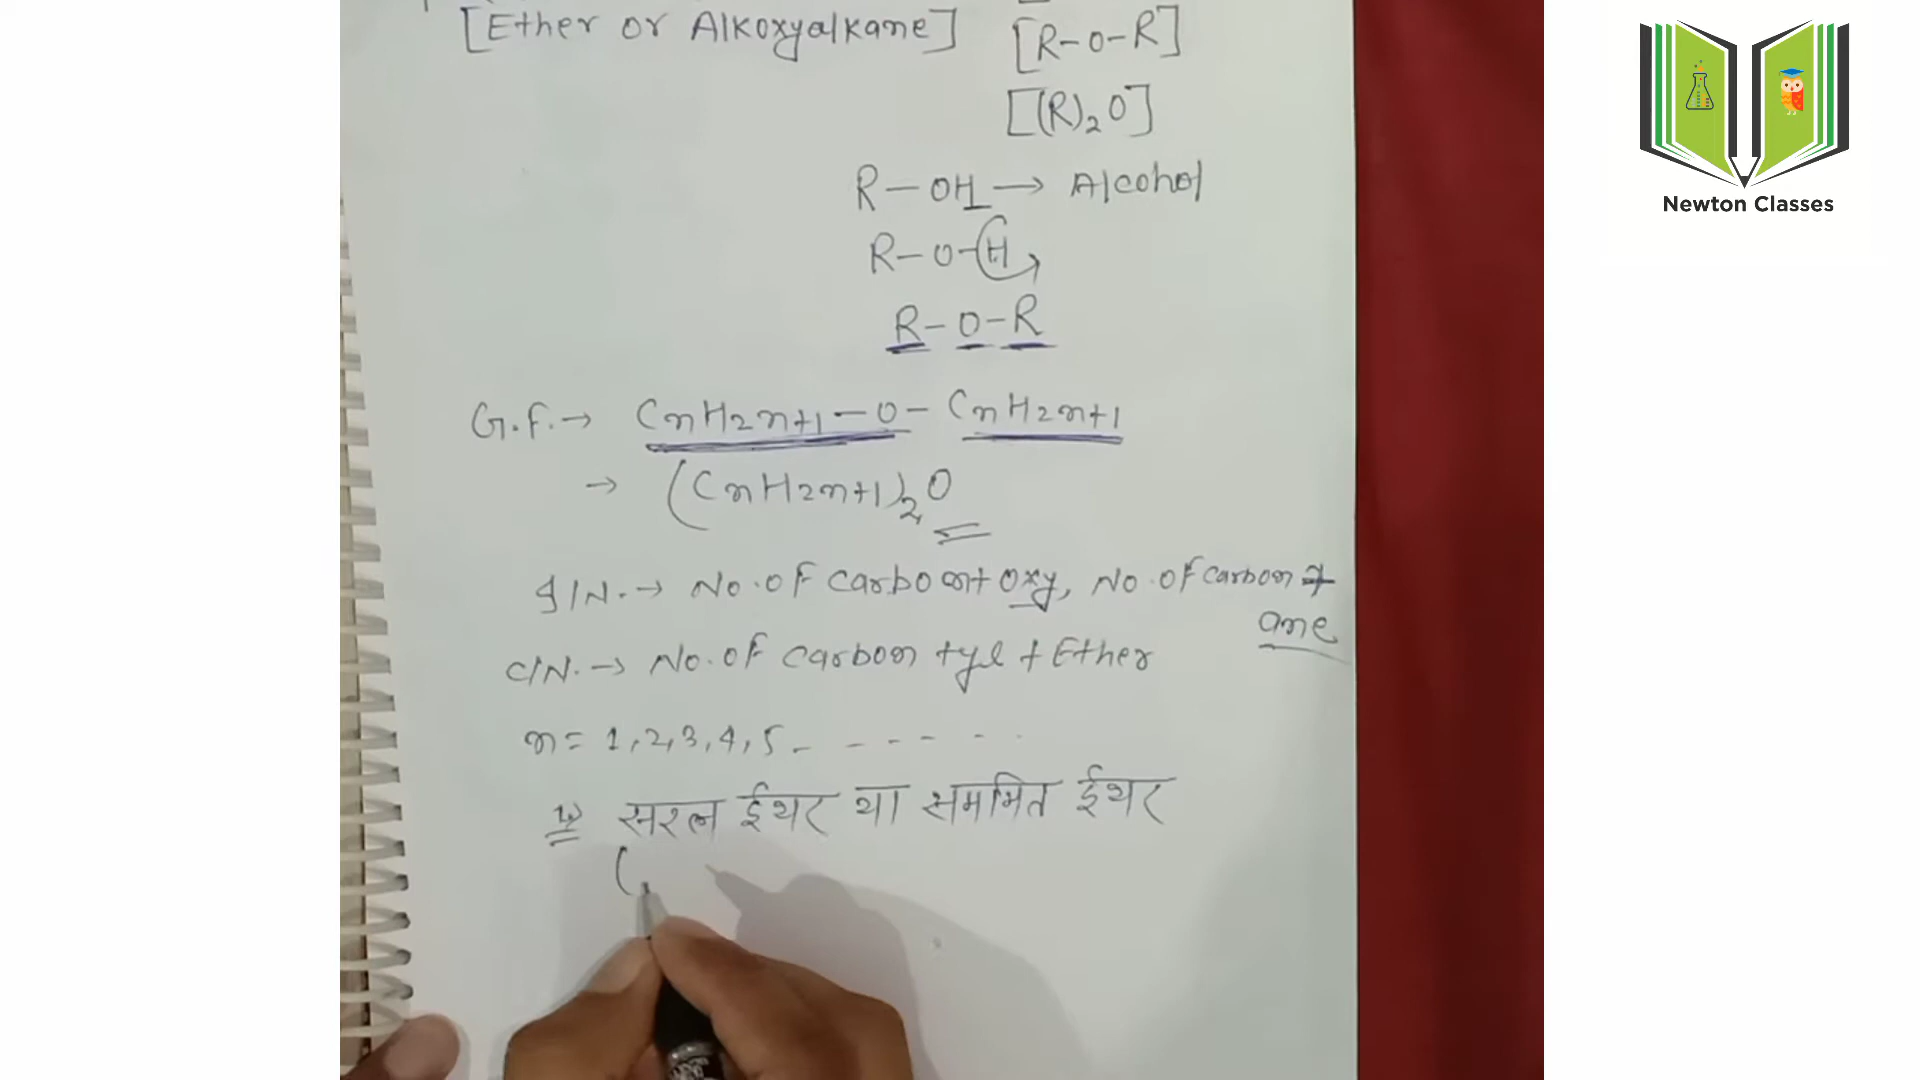 [Ether or Alkoxyalkane] [R-O-R]
[(R)₂O]
R-OH → Alcohol
R-O-H
R-O-R
G.F. → CnH2n+1-O-CnH2n+1
→ (CnH2n+1)₂O
I/N. → No. of Carbon+Oxy, No. of Carbon+
ane
C/N. → No. of Carbon +yl + Ether
n = 1, 2, 3, 4, 5 - - - - - -
1) सरल ईथर या सममित ईथर
(
Newton Classes